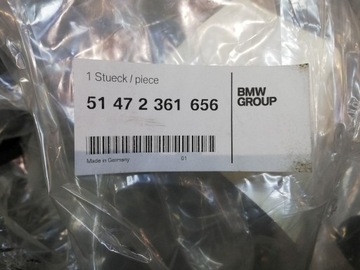 1 Stueck / piece
51 47 2 361 656
BMW
GROUP
Made in Germany
01